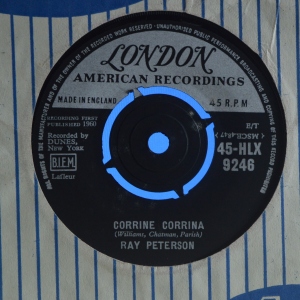 LONDON
AMERICAN RECORDINGS
MADE IN ENGLAND
45 R.P.M
RECORDING FIRST
PUBLISHED 1960
Recorded by
DUNES,
New York
B.I.E.M
Lafleur
B/T
45-HLX
9246
CORRINE CORRINA
(Williams, Chatman, Parish)
RAY PETERSON